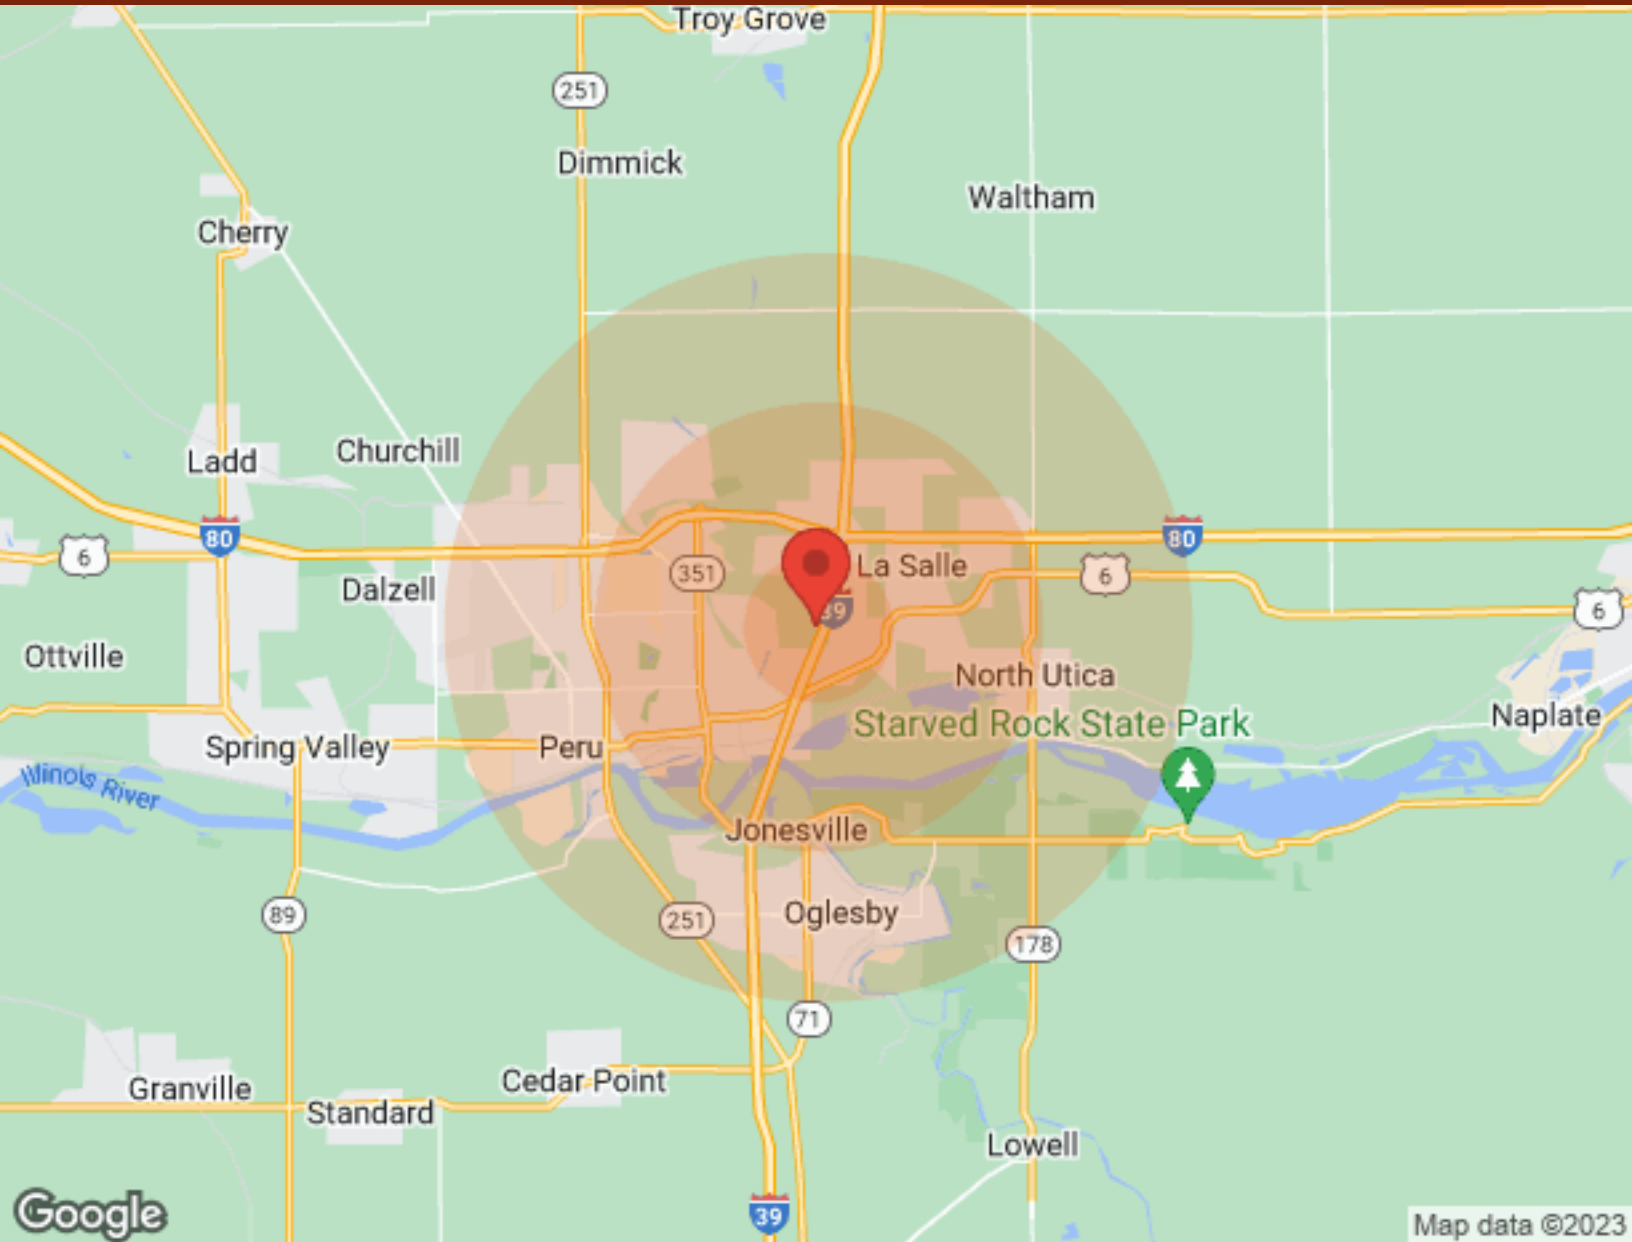 Troy Grove
251
Dimmick
Waltham
Cherry
Churchill
Ladd
80
80
6
351
La Salle
6
Dalzell
39
6
Ottville
North Utica
Starved Rock State Park
Naplate
Spring Valley
Peru
Illinois River
Jonesville
89
251
Oglesby
178
71
Granville
Cedar Point
Standard
Lowell
Google
39
Map data ©2023